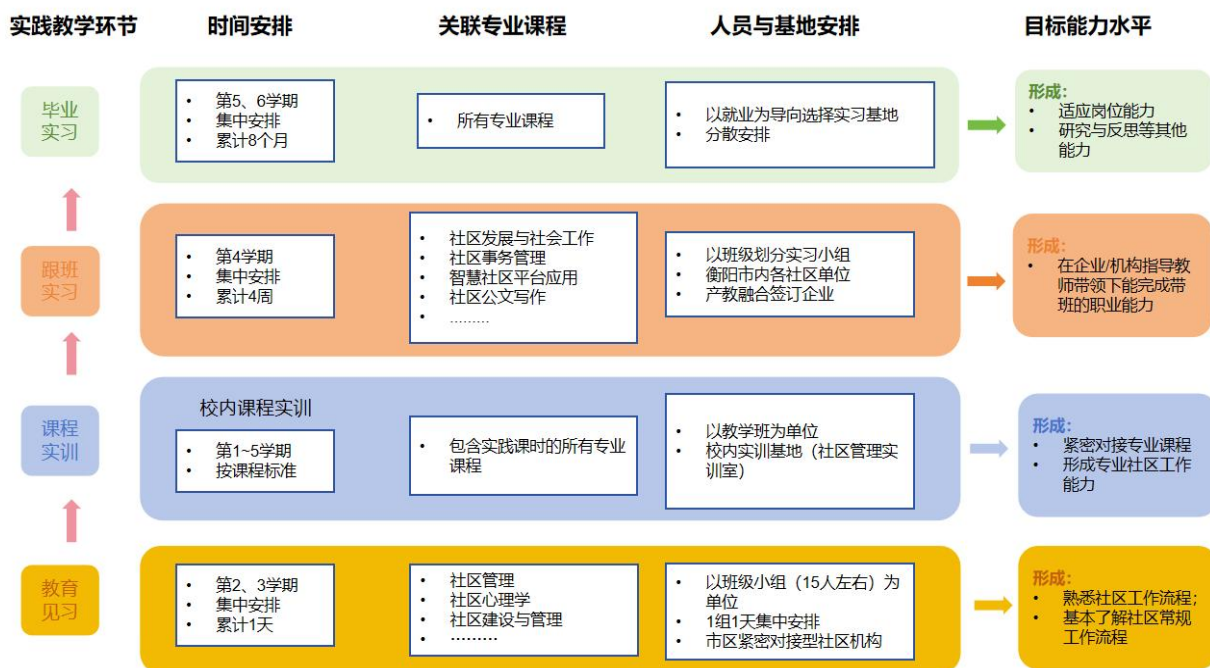 实践教学环节
时间安排
关联专业课程
人员与基地安排
目标能力水平
毕业
实习
• 第5、6学期
• 集中安排
• 累计8个月
• 所有专业课程
• 以就业为导向选择实习基地
• 分散安排
形成:
• 适应岗位能力
• 研究与反思等其他
能力
跟班
实习
• 第4学期
• 集中安排
• 累计4周
• 社区发展与社会工作
• 社区事务管理
• 智慧社区平台应用
• 社区公文写作
• ………
• 以班级划分实习小组
• 衡阳市内各社区单位
• 产教融合签订企业
形成:
• 在企业/机构指导教
师带领下能完成带
班的职业能力
课程
实训
校内课程实训
• 第1~5学期
• 按课程标准
• 包含实践课时的所有专业
课程
• 以教学班为单位
• 校内实训基地（社区管理实
训室）
形成:
• 紧密对接专业课程
• 形成专业社区工作
能力
教育
见习
• 第2、3学期
• 集中安排
• 累计1天
• 社区管理
• 社区心理学
• 社区建设与管理
• ………
• 以班级小组（15人左右）为
单位
• 1组1天集中安排
• 市区紧密对接型社区机构
形成:
• 熟悉社区工作流程;
• 基本了解社区常规
工作流程